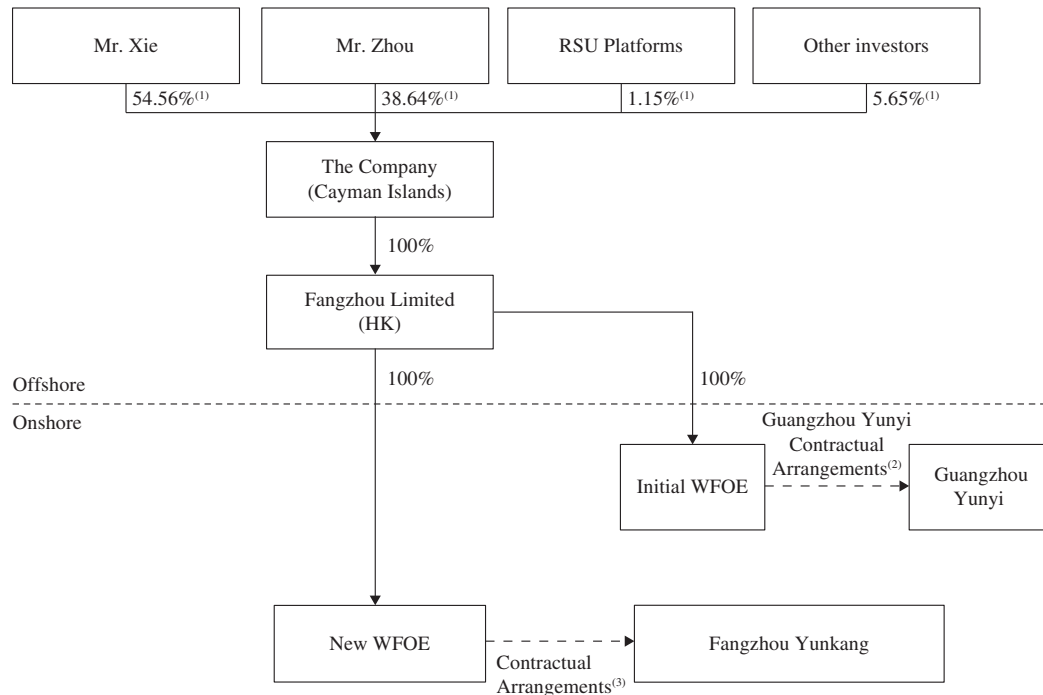 Mr. Xie
Mr. Zhou
RSU Platforms
Other investors
54.56%(1)
38.64%(1)
1.15%(1)
5.65%(1)
The Company
(Cayman Islands)
100%
Fangzhou Limited
(HK)
100%
100%
Offshore
Onshore
Guangzhou Yunyi
Contractual
Arrangements(2)
Initial WFOE
Guangzhou
Yunyi
New WFOE
Contractual
Arrangements(3)
Fangzhou Yunkang